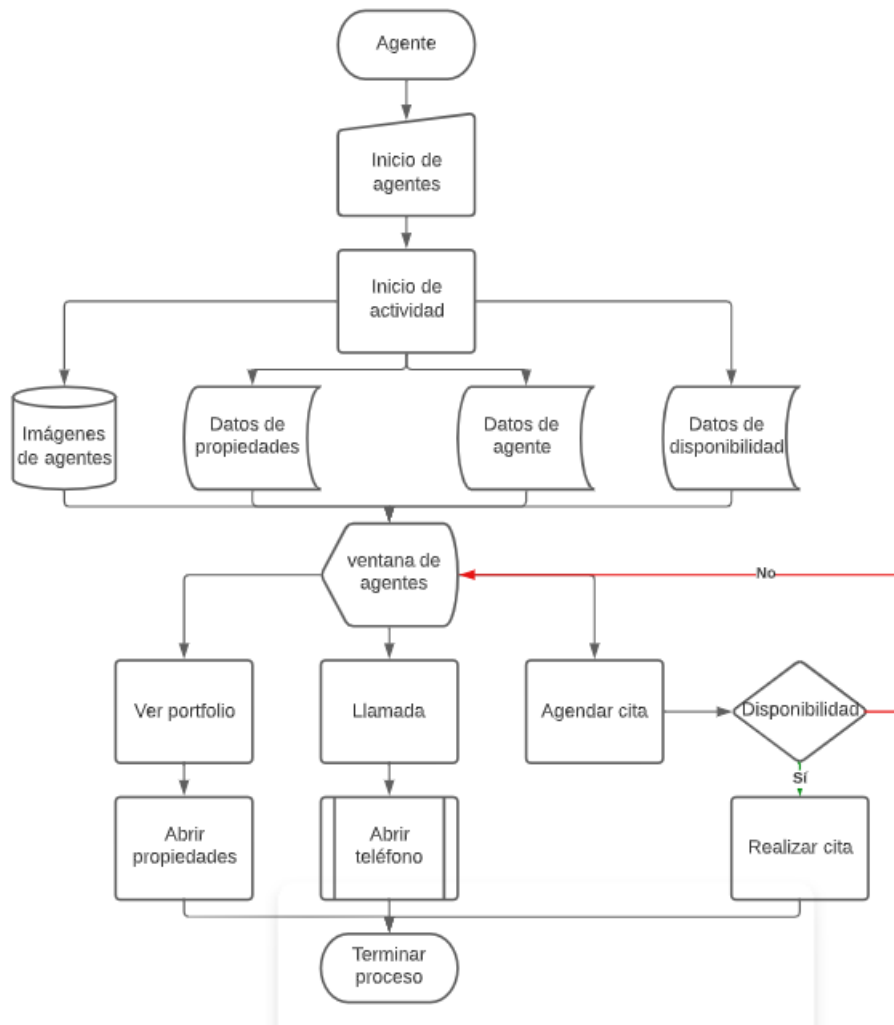 Agente
Inicio de
agentes
Inicio de
actividad
Imágenes
de agentes
Datos de
propiedades
Datos de
agente
Datos de
disponibilidad
ventana de
agentes
No
Ver portfolio
Llamada
Agendar cita
Disponibilidad
Sí
Abrir
propiedades
Abrir
teléfono
Realizar cita
Terminar
proceso